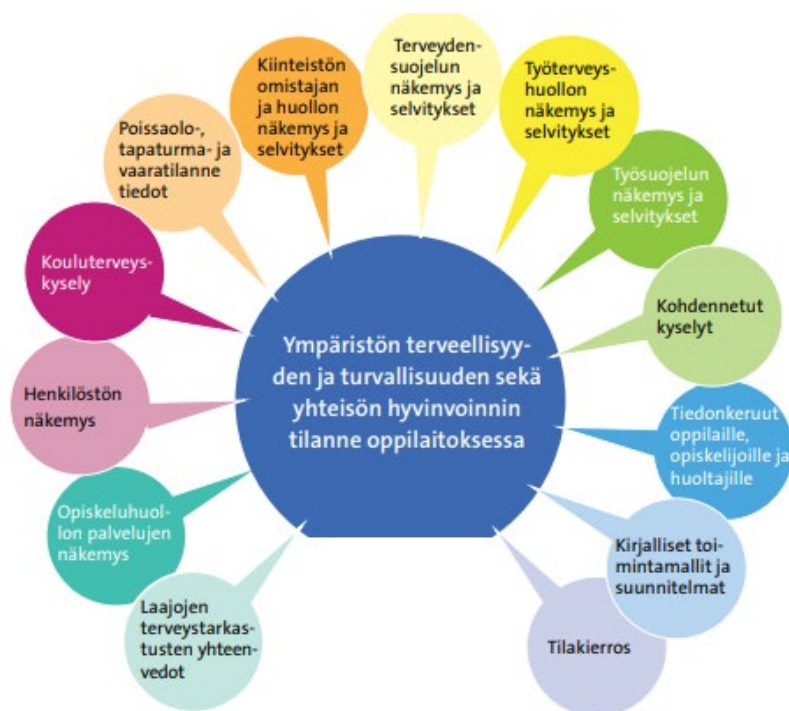 Terveyden-
suojelun
näkemys ja
selvitykset
Kiinteistön
omistajan
ja huollon
näkemys ja
selvitykset
Työterveys-
huollon
näkemys ja
selvitykset
Poissaolo-,
tapaturma- ja
vaaratilanne
tiedot
Työsuojelun
näkemys ja
selvitykset
Kouluterveys-
kysely
Kohdennetut
kyselyt
Ympäristön terveellisyy-
den ja turvallisuuden sekä
yhteisön hyvinvoinnin
tilanne oppilaitoksessa
Henkilöstön
näkemys
Tiedonkeruut
oppilaille,
opiskelijoille ja
huoltajille
Opiskeluhuol-
lon palvelujen
näkemys
Kirjalliset toi-
mintamallit ja
suunnitelmat
Laajojen
terveystarkas-
tusten yhteen-
vedot
Tilakierros